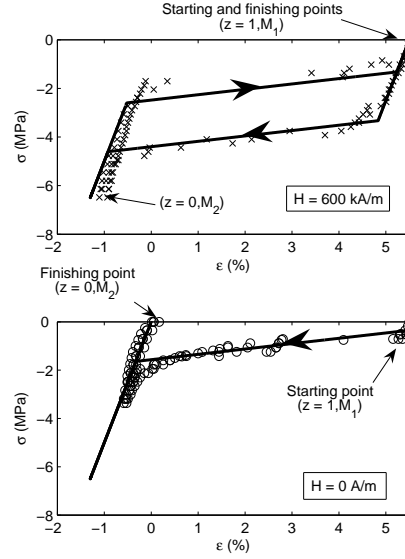 Starting and finishing points
(z = 1,M1)
0
−2
−4
−6
−8
σ (MPa)
(z = 0,M2)
H = 600 kA/m
−2 −1 0 1 2 3 4 5
ε (%)
Finishing point
(z = 0,M2)
0
−2
−4
−6
−8
σ (MPa)
Starting point
(z = 1,M1)
H = 0 A/m
−2 −1 0 1 2 3 4 5
ε (%)